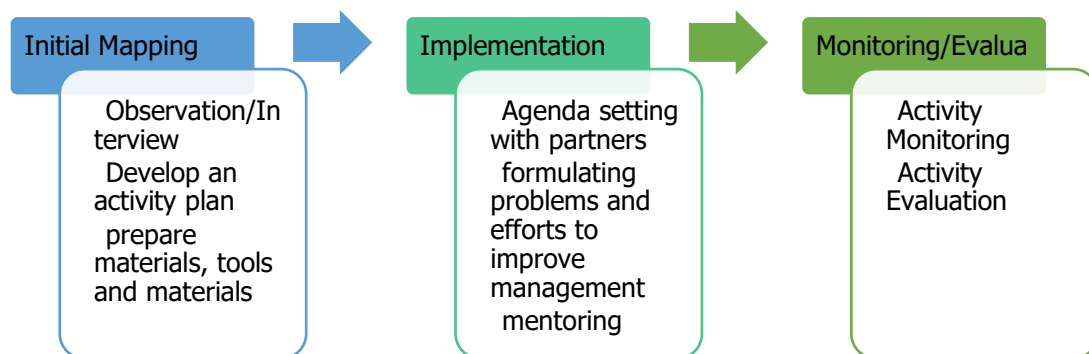 Initial Mapping
Observation/In
terview
Develop an
activity plan
prepare
materials, tools
and materials
Implementation
Agenda setting
with partners
formulating
problems and
efforts to
improve
management
mentoring
Monitoring/Evalua
Activity
Monitoring
Activity
Evaluation